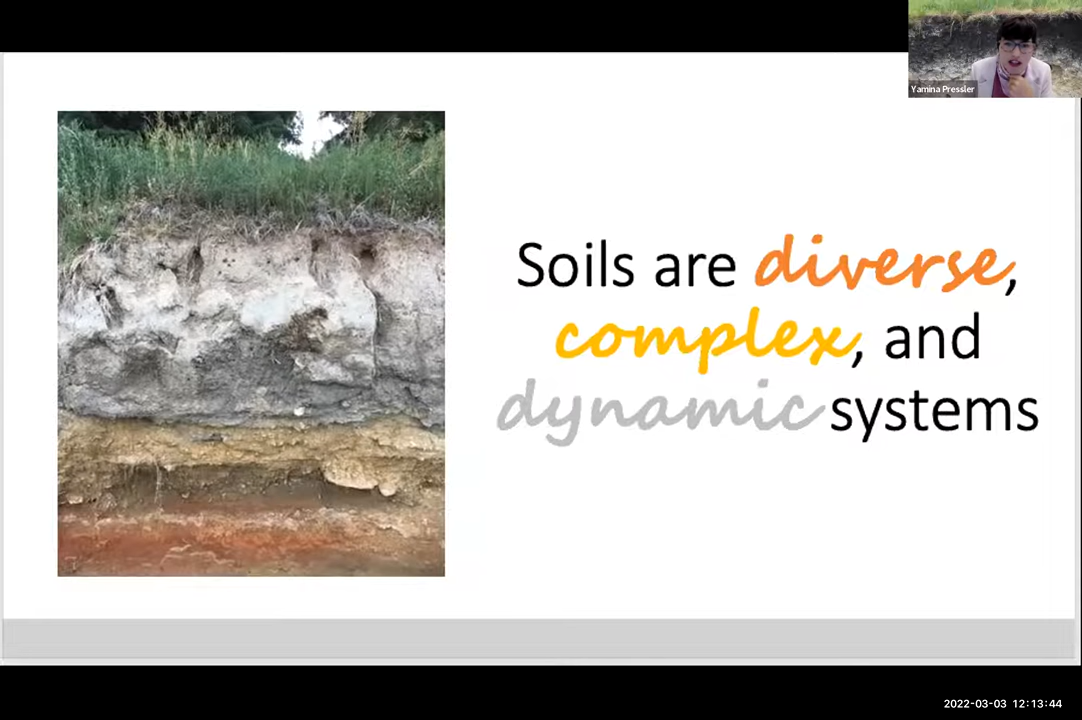 Yamina Pressler
Soils are diverse,
complex, and
dynamic systems
2022-03-03 12:13:44